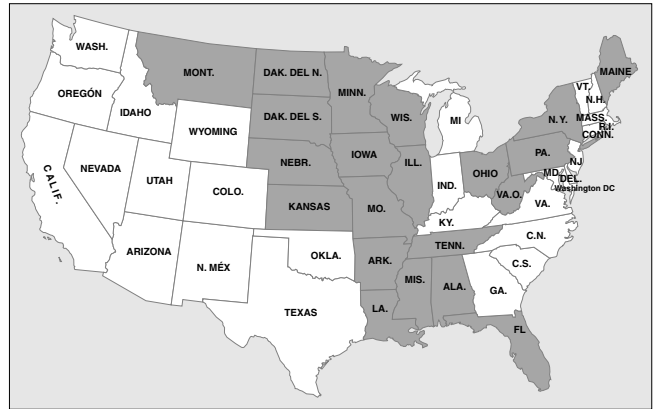 WASH.
MONT.
DAK. DEL N.
MINN.
MAINE
VT.
N.H.
OREGÓN
IDAHO
DAK. DEL S.
WIS.
MI
N. Y.
MASS.
R.I.
CONN.
WYOMING
NEBR.
IOWA
PA.
NJ
CALIF.
NEVADA
UTAH
COLO.
ILL.
IND.
OHIO
MD.
DEL.
Washington DC
KANSAS
MO.
VA.O.
VA.
KY.
ARIZONA
N. MÉX
OKLA.
ARK.
TENN.
C.N.
C.S.
TEXAS
LA.
MIS.
ALA.
GA.
FL